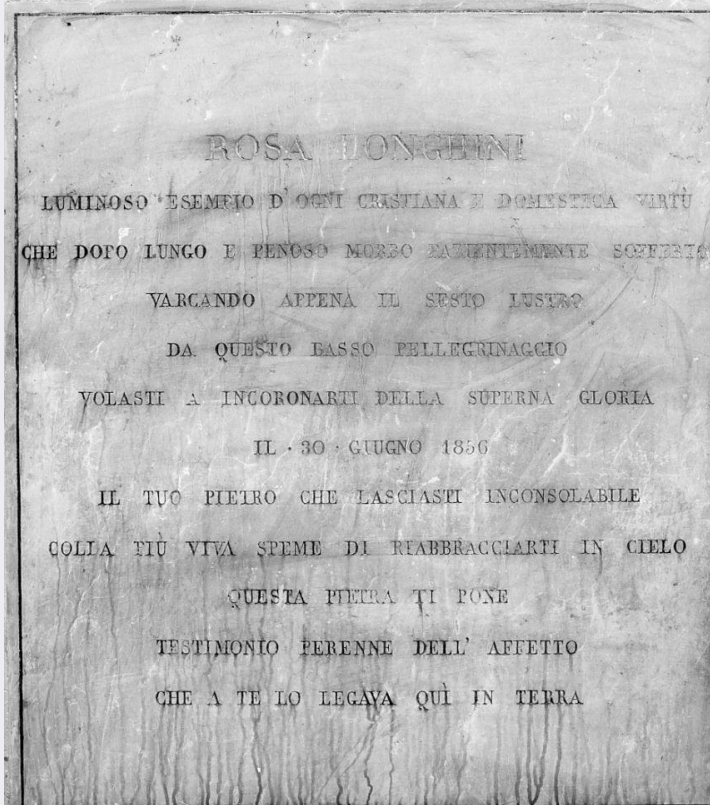 ROSA LONGHINI
LUMINOSO ESEMPIO D' OGNI CRISTIANA E DOMESTICA VIRTÙ
CHE DOPO LUNGO E PENOSO MORBO PAZIENTEMENTE SOFFERTO
VARCANDO APPENA IL SESTO LUSTRO
DA QUESTO BASSO PELLEGRINAGGIO
VOLASTI A INCORONARTI DELLA SUPERNA GLORIA
IL · 30 · GIUGNO 1856
IL TUO PIETRO CHE LASCIASTI INCONSOLABILE
COLLA PIÙ VIVA SPEME DI RIABBRACCIARTI IN CIELO
QUESTA PIETRA TI PONE
TESTIMONIO PERENNE DELL' AFFETTO
CHE A TE LO LEGAVA QUÌ IN TERRA